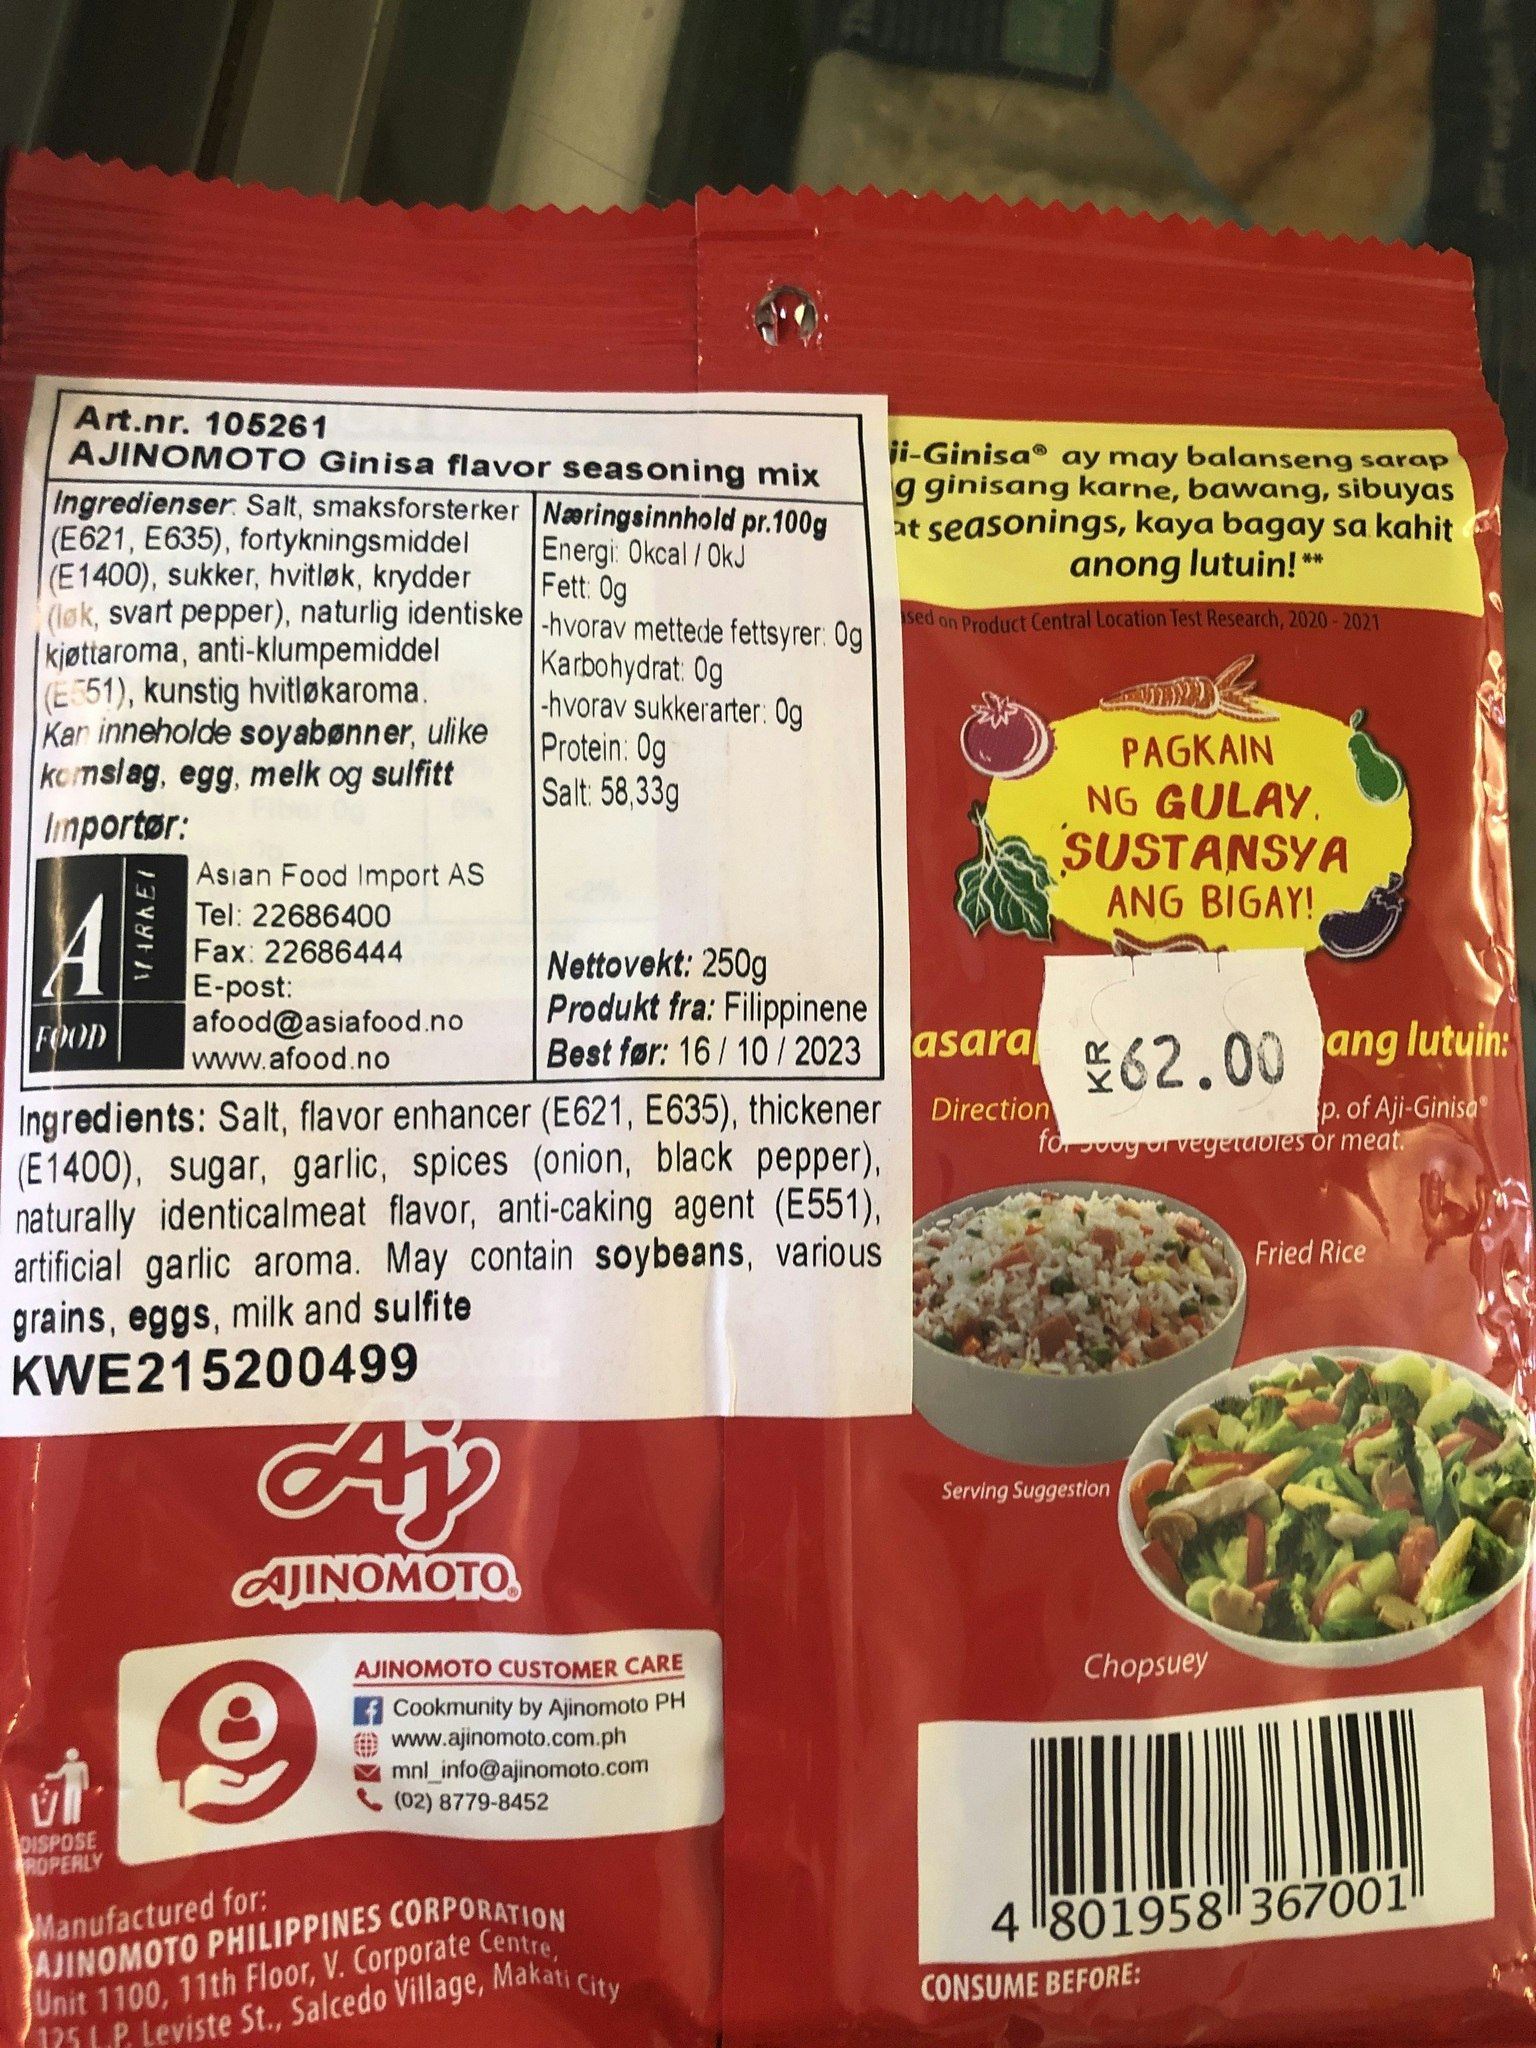 Art.nr. 105261
AJINOMOTO Ginisa flavor seasoning mix
Ingredienser: Salt, smaksforsterker
(E621, E635), fortykningsmiddel
(E1400), sukker, hvitløk, krydder
(løk, svart pepper), naturlig identiske
kjøttaroma, anti-klumpemiddel
(E551), kunstig hvitløkaroma.
Kan inneholde soyabønner, ulike
kornslag, egg, melk og sulfitt
Importør:
A MARKET
FOOD
Asian Food Import AS
Tel: 22686400
Fax: 22686444
E-post:
afood@asiafood.no
www.afood.no
Næringsinnhold pr.100g
Energi: 0kcal / 0kJ
Fett: 0g
-hvorav mettede fettsyrer: 0g
Karbohydrat: 0g
-hvorav sukkerarter: 0g
Protein: 0g
Salt: 58,33g
Nettovekt: 250g
Produkt fra: Filippinene
Best før: 16 / 10 / 2023
Ingredients: Salt, flavor enhancer (E621, E635), thickener
(E1400), sugar, garlic, spices (onion, black pepper),
naturally identicalmeat flavor, anti-caking agent (E551),
artificial garlic aroma. May contain soybeans, various
grains, eggs, milk and sulfite
KWE215200499
Aj
AJINOMOTO®
AJINOMOTO CUSTOMER CARE
Cookmunity by Ajinomoto PH
www.ajinomoto.com.ph
mnl_info@ajinomoto.com
(02) 8779-8452
DISPOSE
PROPERLY
Manufactured for:
AJINOMOTO PHILIPPINES CORPORATION
Unit 1100, 11th Floor, V. Corporate Centre,
125 L.P. Leviste St., Salcedo Village, Makati City
ji-Ginisa® ay may balanseng sarap
g ginisang karne, bawang, sibuyas
at seasonings, kaya bagay sa kahit
anong lutuin!**
ased on Product Central Location Test Research, 2020 - 2021
PAGKAIN
NG GULAY,
SUSTANSYA
ANG BIGAY!
KR 62.00
asara ang lutuin:
Direction sp. of Aji-Ginisa®
for 500g of vegetables or meat.
Fried Rice
Serving Suggestion
Chopsuey
4 801958 367001
CONSUME BEFORE: